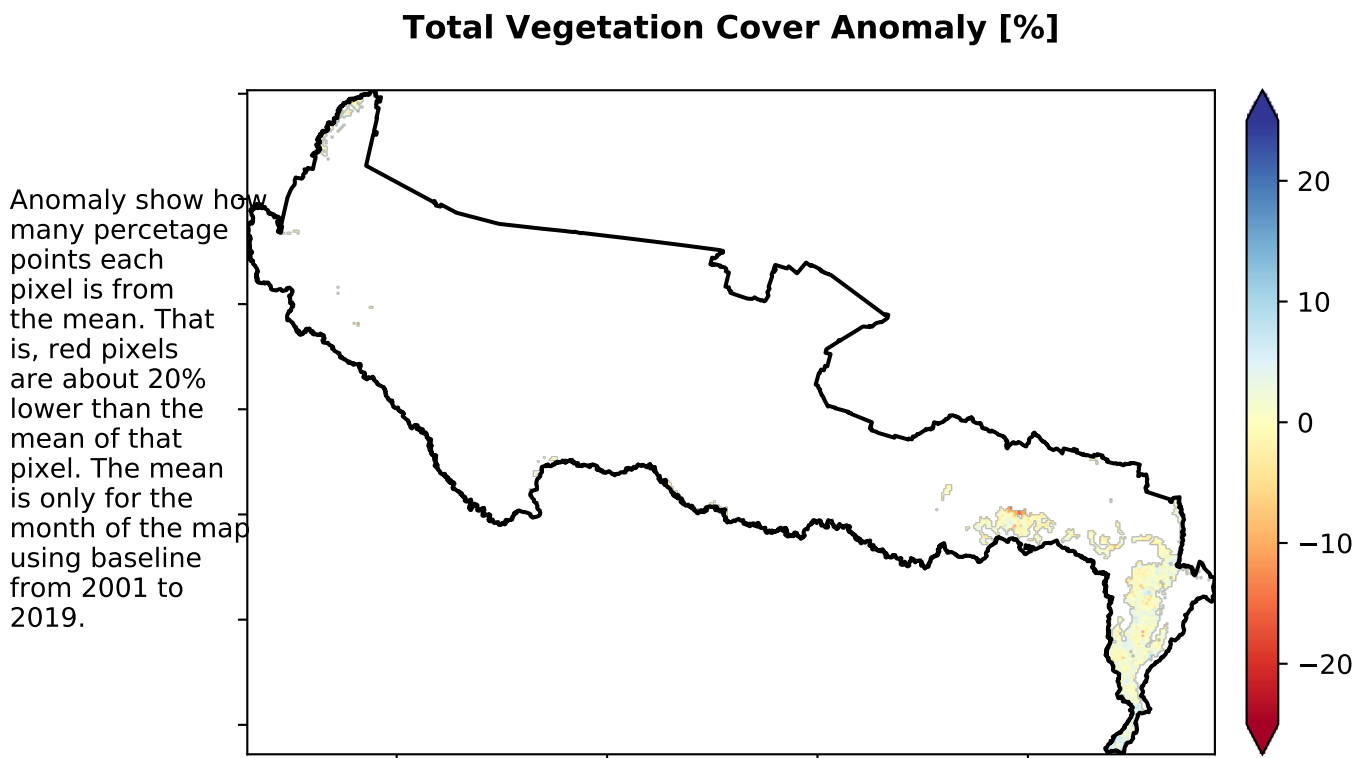 Total Vegetation Cover Anomaly [%]
Anomaly show how
many percetage
points each
pixel is from
the mean. That
is, red pixels
are about 20%
lower than the
mean of that
pixel. The mean
is only for the
month of the map
using baseline
from 2001 to
2019.
20
10
0
−10
−20